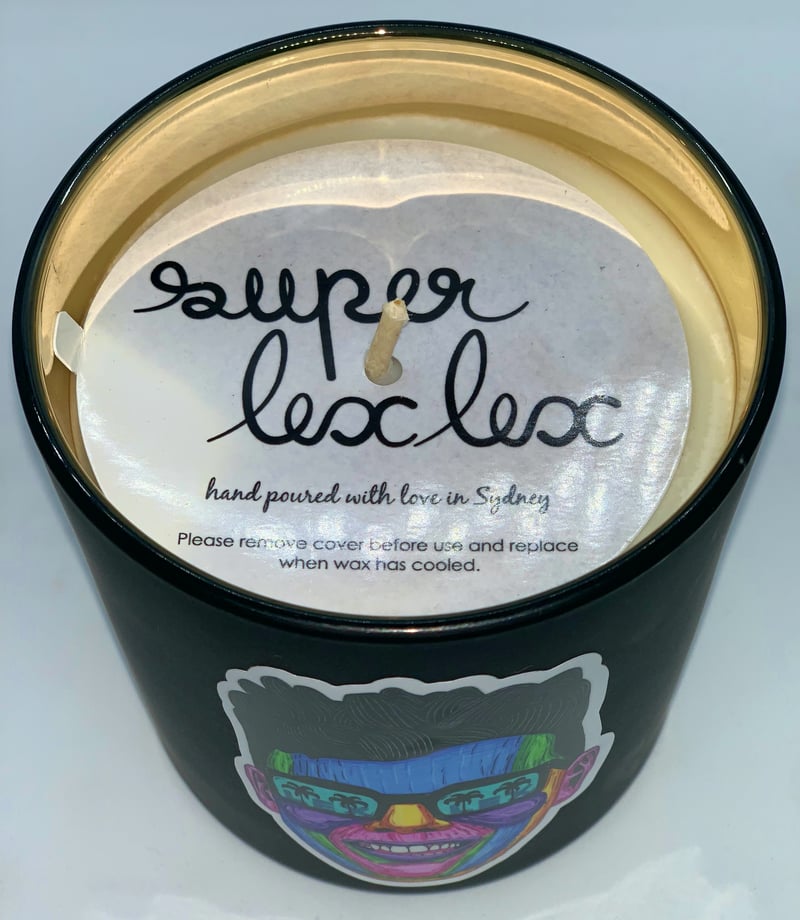 super
lex lex
hand poured with love in Sydney
Please remove cover before use and replace
when wax has cooled.